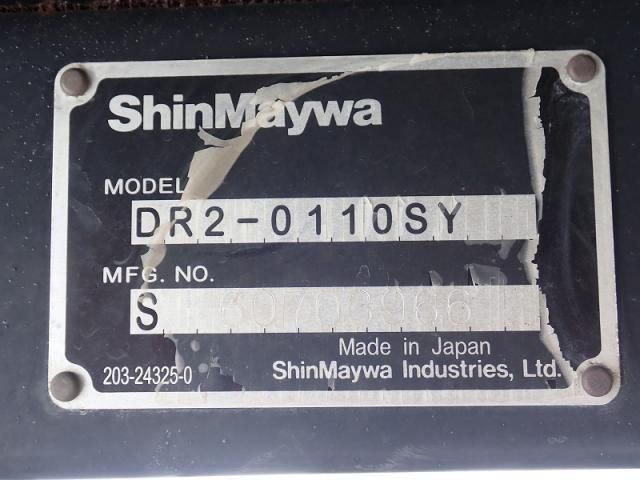 ShinMaywa
MODEL
DR2-0110SY
MFG. NO.
S
Made in Japan
203-24325-0
ShinMaywa Industries, Ltd.